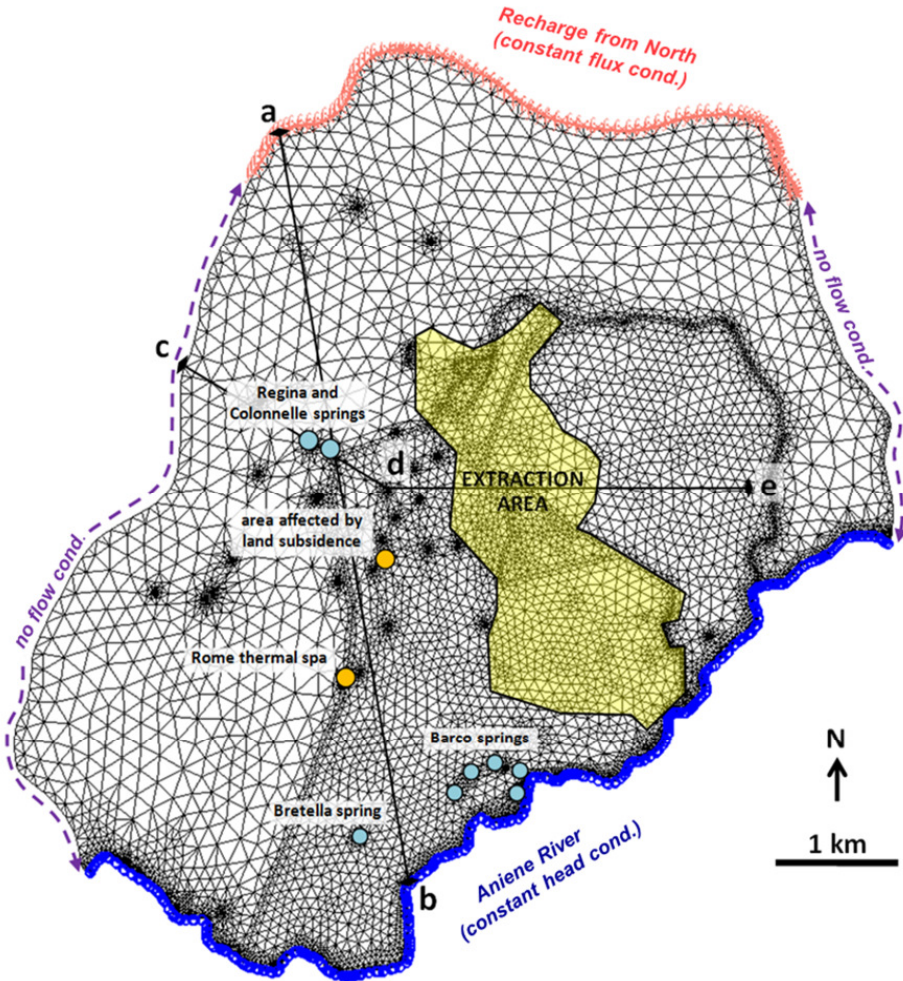 Recharge from North
(constant flux cond.)
a
no flow cond.
c
Regina and
Colonnelle springs
d
EXTRACTION
AREA
e
area affected by
land subsidence
no flow cond.
Rome thermal spa
Barco springs
N
Bretella spring
1 km
Aniene River
(constant head cond.)
b